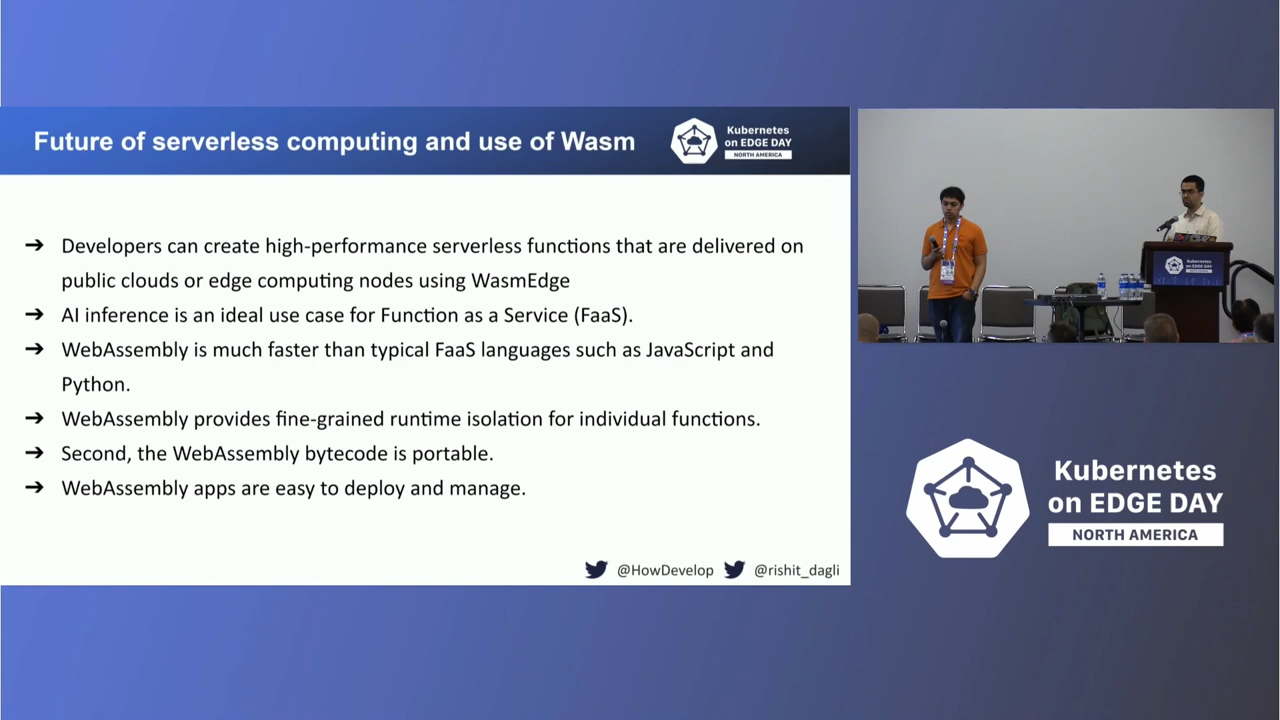 Future of serverless computing and use of Wasm
Kubernetes
on EDGE DAY
NORTH AMERICA
➔ Developers can create high-performance serverless functions that are delivered on
public clouds or edge computing nodes using WasmEdge
➔ AI inference is an ideal use case for Function as a Service (FaaS).
➔ WebAssembly is much faster than typical FaaS languages such as JavaScript and
Python.
➔ WebAssembly provides fine-grained runtime isolation for individual functions.
➔ Second, the WebAssembly bytecode is portable.
➔ WebAssembly apps are easy to deploy and manage.
@HowDevelop @rishit_dagli
Kubernetes
on EDGE DAY
Kubernetes
on EDGE DAY
NORTH AMERICA